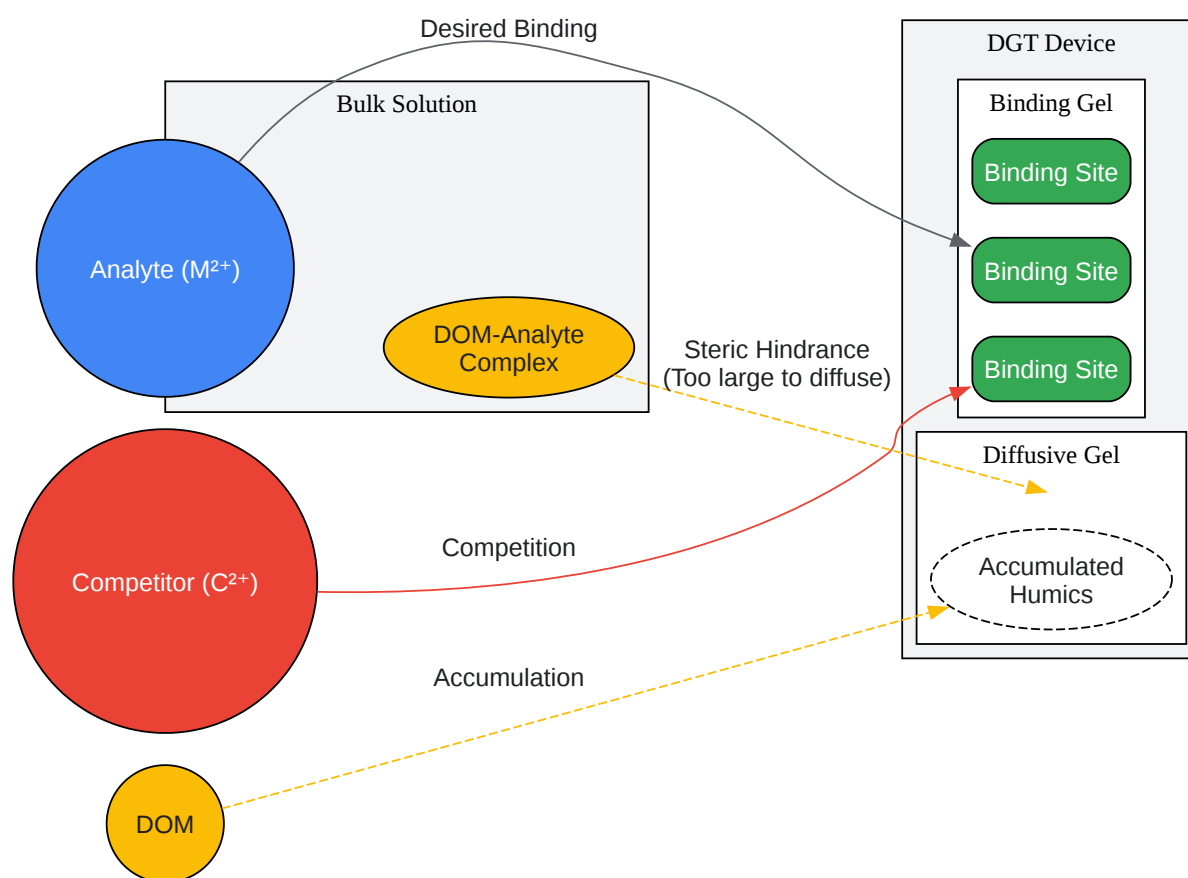 Desired Binding
DGT Device
Bulk Solution
Binding Gel
Binding Site
Analyte (M²⁺)
Binding Site
DOM-Analyte
Complex
Steric Hindrance
(Too large to diffuse)
Binding Site
Diffusive Gel
Competition
Competitor (C²⁺)
Accumulated
Humics
Accumulation
DOM